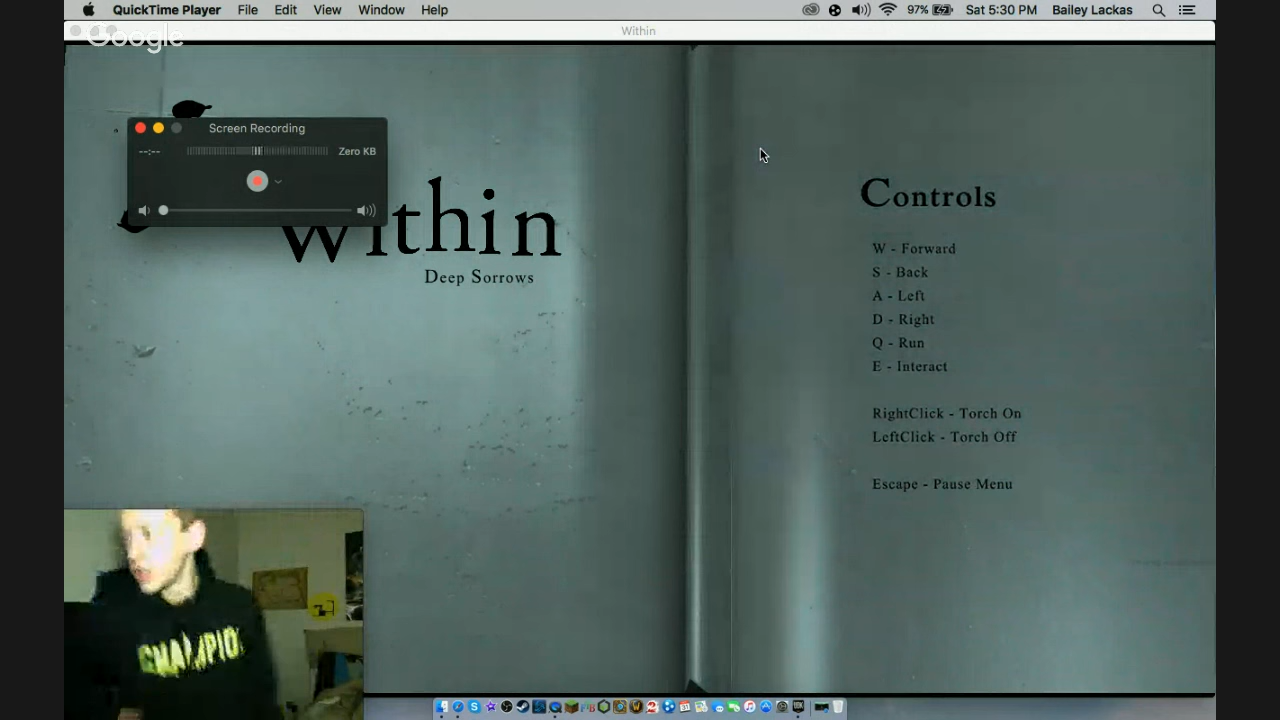 QuickTime Player File Edit View Window Help 97% Sat 5:30 PM Bailey Lackas
Within
Google
Screen Recording
--:-- Zero KB
Within
Deep Sorrows
Controls
W - Forward
S - Back
A - Left
D - Right
Q - Run
E - Interact
RightClick - Torch On
LeftClick - Torch Off
Escape - Pause Menu